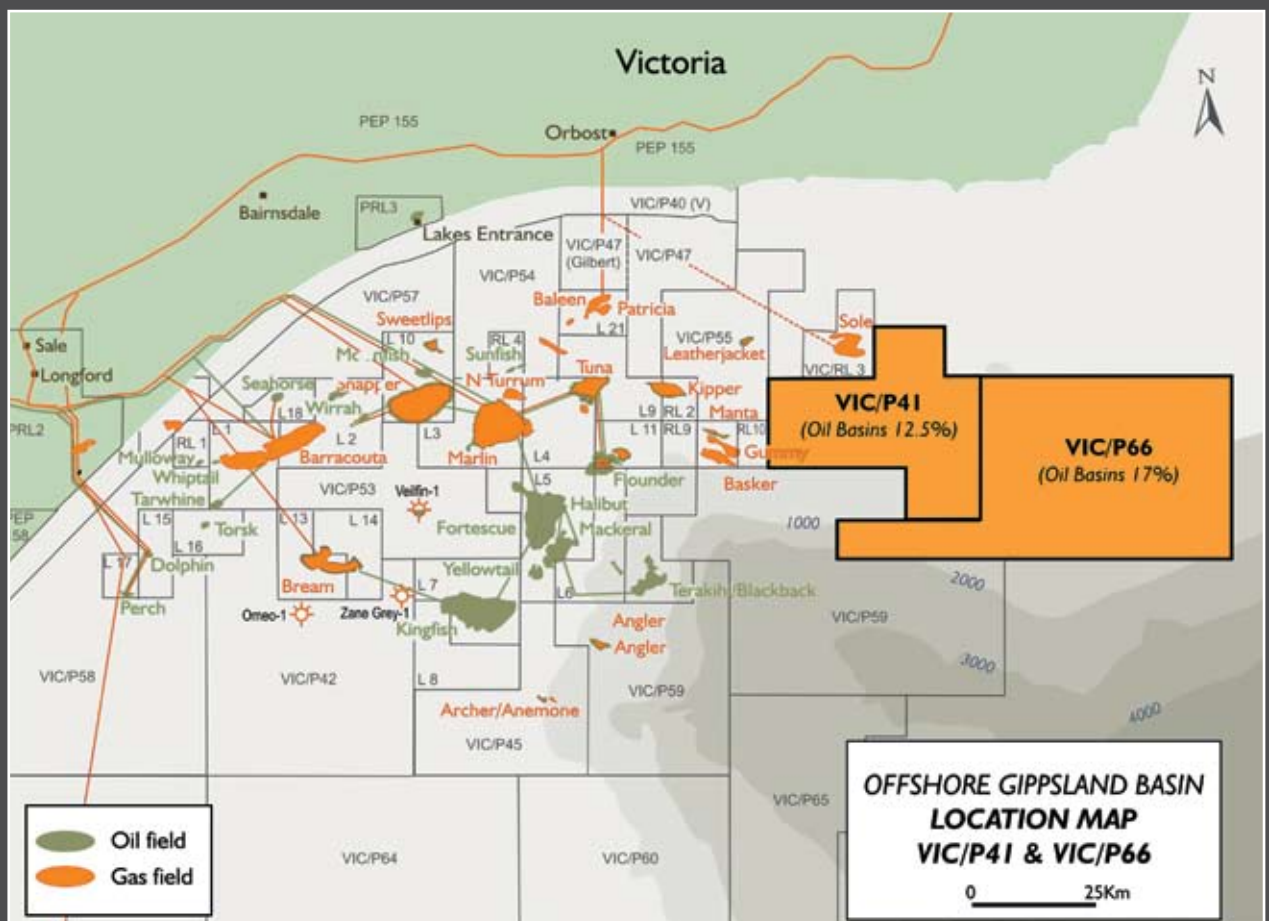 Victoria
N
PEP 155
Orbost
PEP 155
Bairnsdale
PRL3
Lakes Entrance
VIC/P40 (V)
VIC/P47
(Gilbert)
VIC/P47
VIC/P54
VIC/P57
Baleen
Patricia
Sweetlips
L 10
RL 4
L 21
VIC/P55
Sole
Sunfish
Leatherjacket
VIC/RL 3
Sale
Longford
Seahorse
Wirrah
N Turrum
Tuna
Kipper
L9
RL 2
Manta
VIC/P41
(Oil Basins 12.5%)
VIC/P66
(Oil Basins 17%)
PRL2
RL 1
L 1
L18
L 2
L3
L4
L 11
RL9
RL10
Gummy
Mulloway
Whiptail
Barracouta
Marlin
Flounder
Basker
Tarwhine
VIC/P53
Veilfin-1
L5
Halibut
Fortescue
Mackeral
1000
PEP
58
L 15
L 16
Torsk
L 13
L 14
L 17
Dolphin
Bream
Yellowtail
2000
Perch
Omeo-1
Zane Grey-1
L 7
L6
Terakihi/Blackback
Kingfish
Angler
Angler
VIC/P59
3000
VIC/P58
VIC/P42
L 8
VIC/P59
Archer/Anemone
VIC/P45
4000
VIC/P65
VIC/P64
VIC/P60
Oil field
Gas field
OFFSHORE GIPPSLAND BASIN
LOCATION MAP
VIC/P41 & VIC/P66
0 25Km